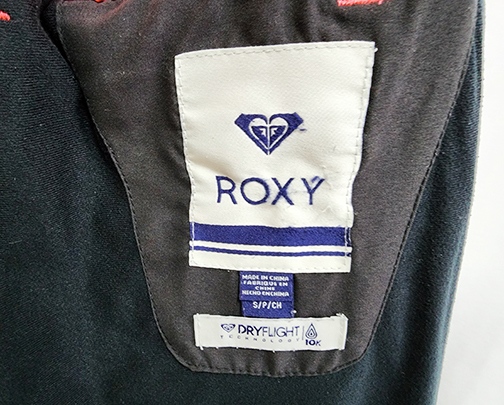 ROXY
MADE IN CHINA
FABRIQUE EN
CHINE
HECHO EN CHINA
S/P/CH
DRYFLIGHT
TECHNOLOGY
10K